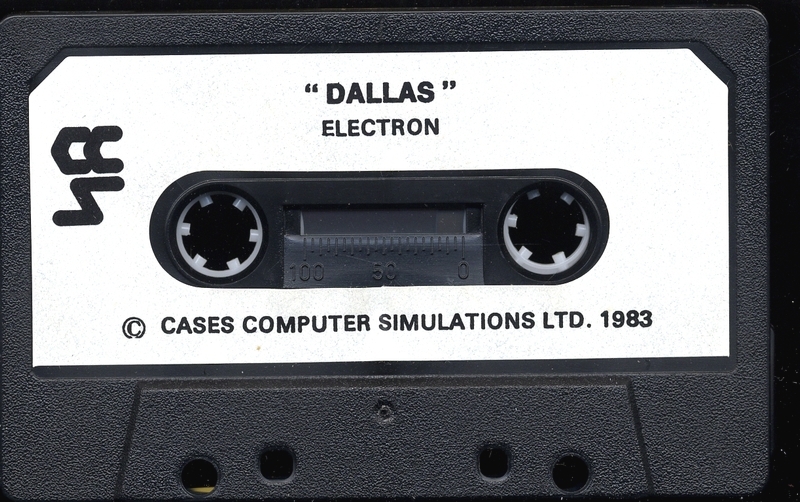 “ DALLAS ”
ELECTRON
100 50 0
© CASES COMPUTER SIMULATIONS LTD. 1983